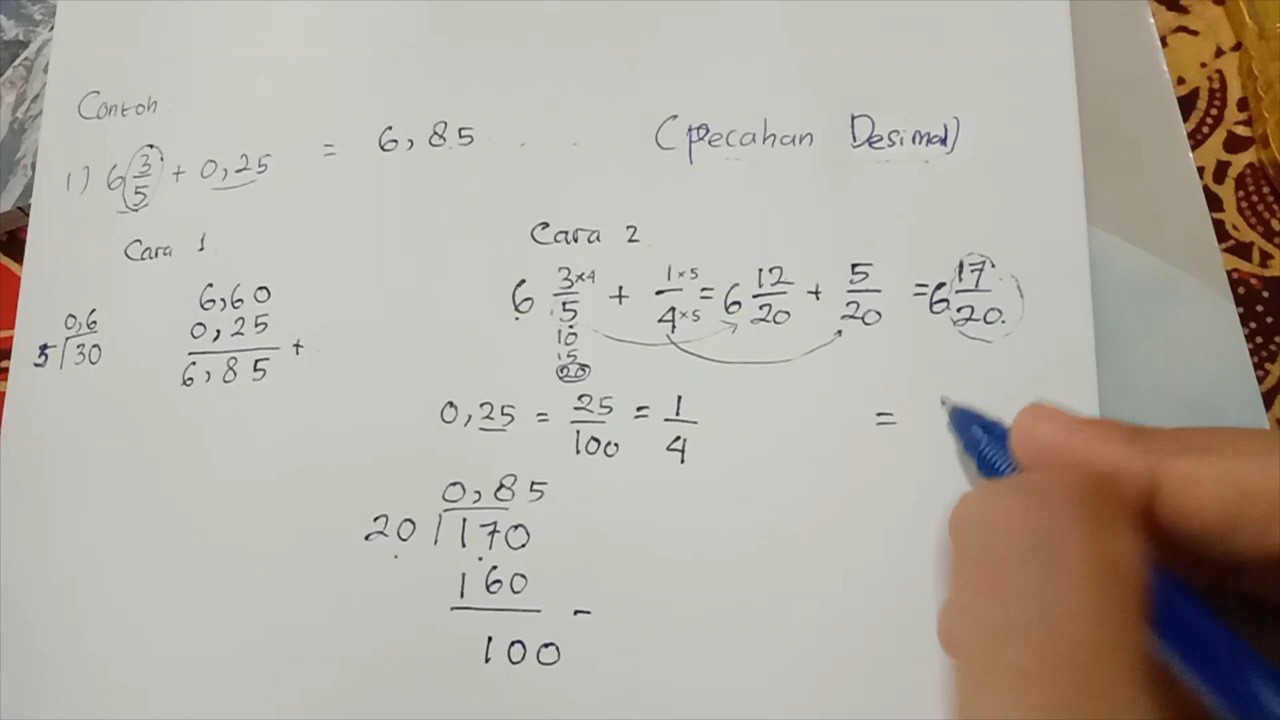 Contoh
1) 6 3/5 + 0,25 = 6,85 (Pecahan Desimal)
Cara 1
0,6
5 30
6,60
0,25
+
6,85
Cara 2
6 3×4/5 + 1×5/4×5 = 6 12/20 + 5/20 = 6 17/20
10
15
20
0,25 = 25/100 = 1/4
=
0,85
20 170
160
-
100